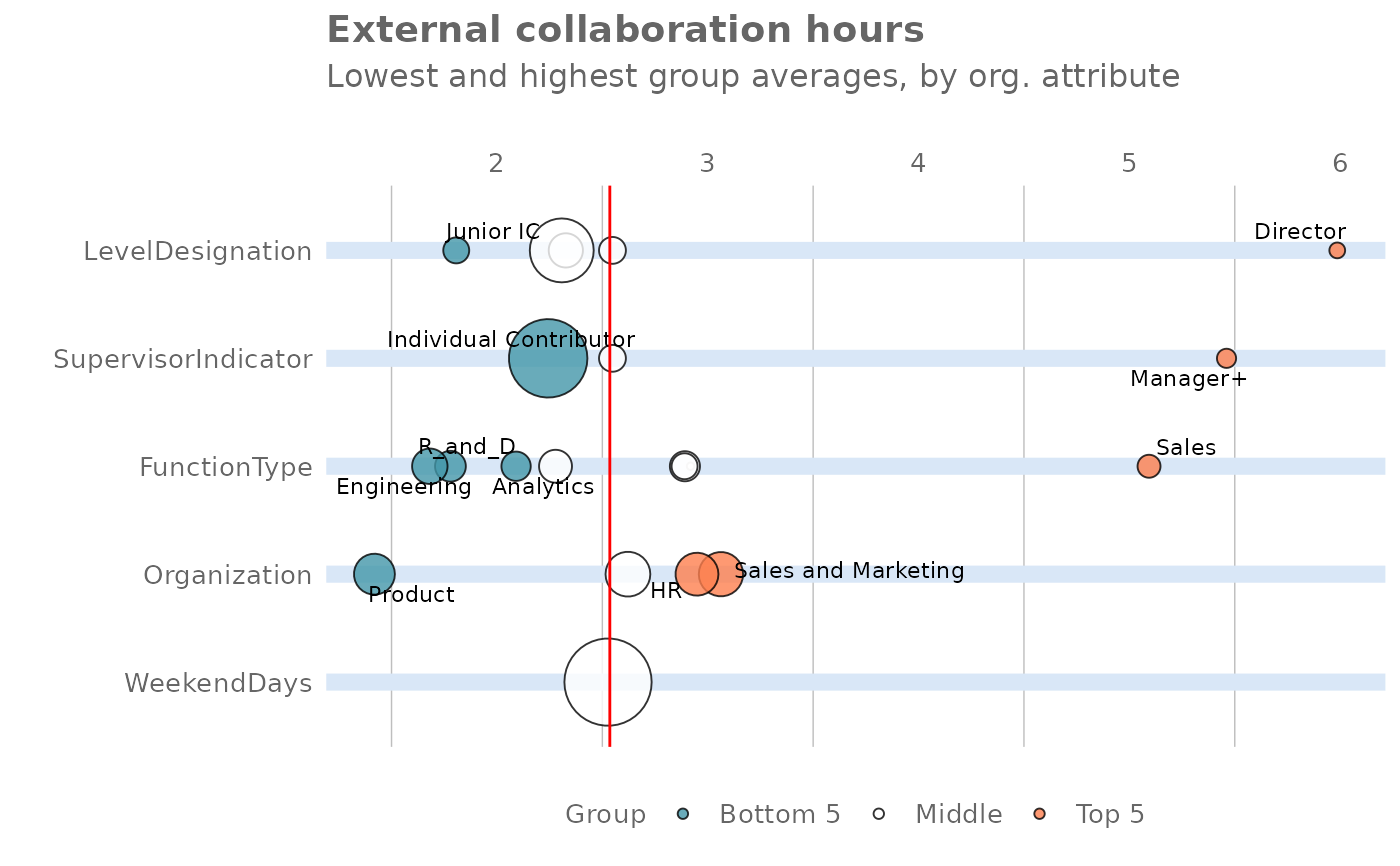 External collaboration hours
Lowest and highest group averages, by org. attribute
2 3 4 5 6
LevelDesignation
Junior IC
Director
SupervisorIndicator
Individual Contributor
Manager+
FunctionType
R_and_D
Sales
Engineering
Analytics
Organization
Sales and Marketing
HR
Product
WeekendDays
Group Bottom 5 Middle Top 5